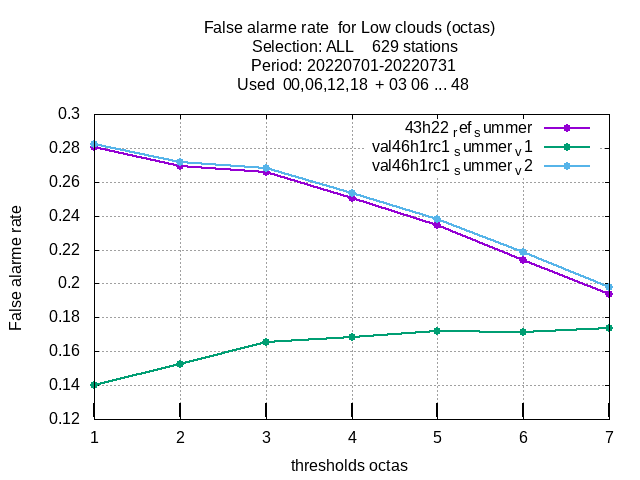 False alarme rate  for Low clouds (octas)
Selection: ALL    629 stations
Period: 20220701-20220731
Used  00,06,12,18  + 03 06 ... 48
0.3
0.28
0.26
0.24
0.22
0.2
0.18
0.16
0.14
0.12
False alarme rate
43h22 ref summer
val46h1rc1 summer v1
val46h1rc1 summer v2
1 2 3 4 5 6 7
thresholds octas